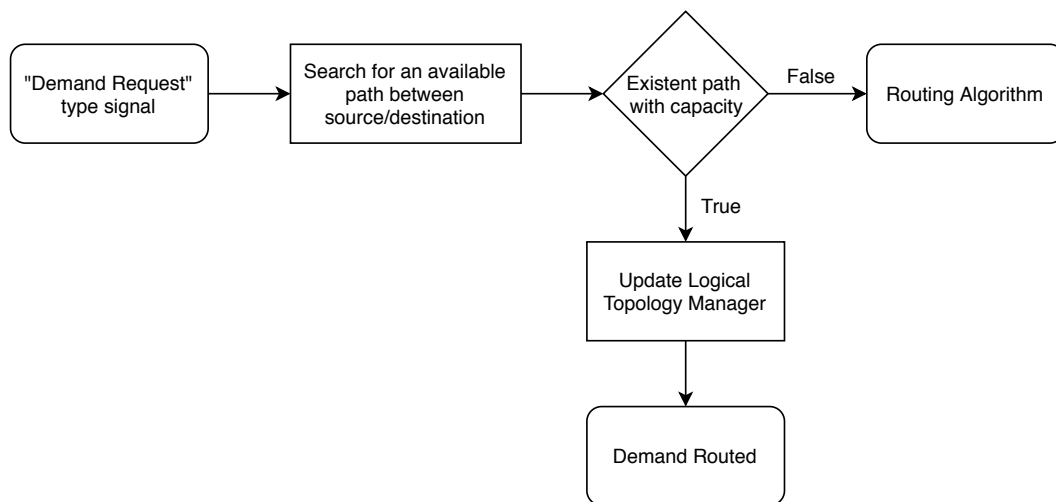 "Demand Request"
type signal
Search for an available
path between
source/destination
Existent path
with capacity
False
Routing Algorithm
True
Update Logical
Topology Manager
Demand Routed